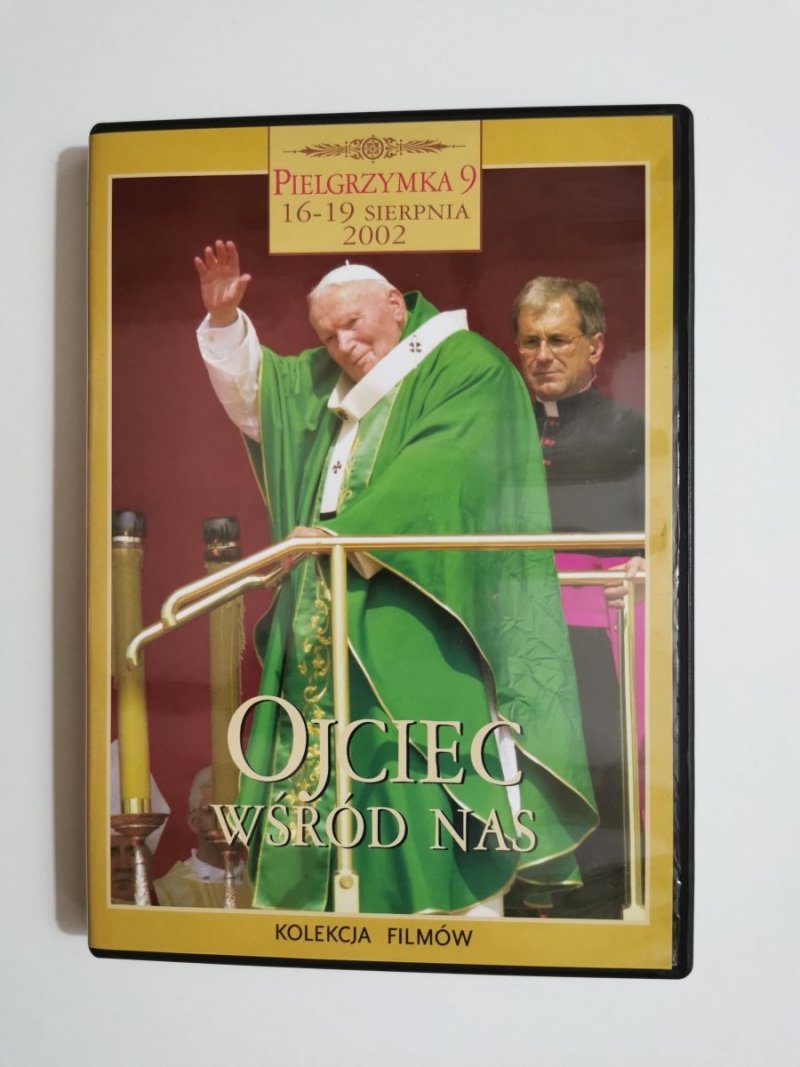 PIELGRZYMKA 9
16-19 SIERPNIA
2002
OJCIEC
WŚRÓD NAS
KOLEKCJA FILMÓW